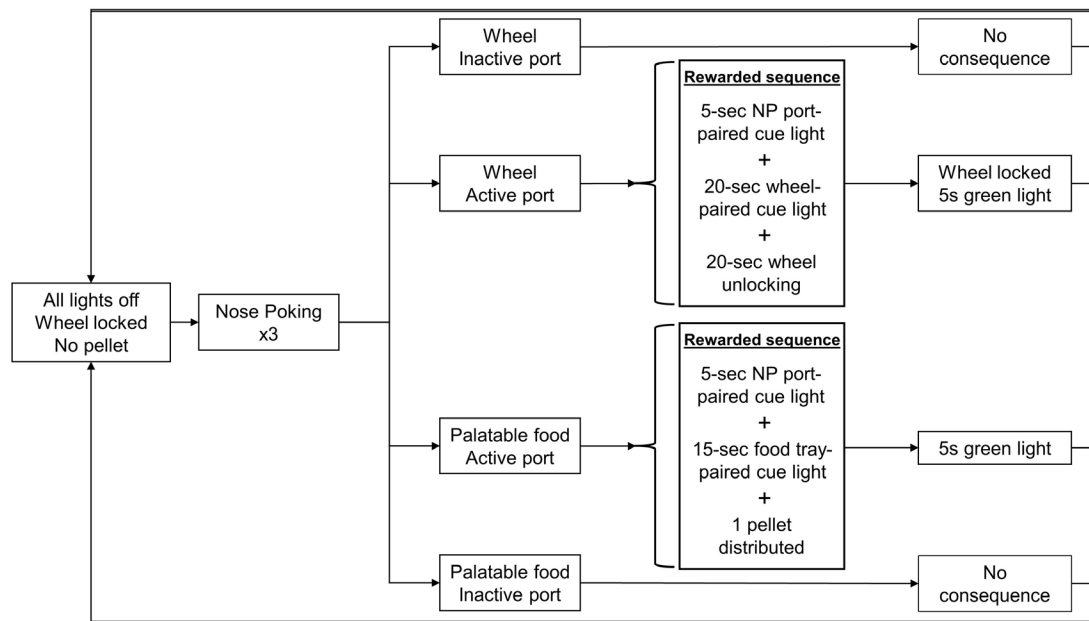 All lights off
Wheel locked
No pellet
Nose Poking
x3
Wheel
Inactive port
No
consequence
Wheel
Active port
Rewarded sequence
5-sec NP port-
paired cue light
+
20-sec wheel-
paired cue light
+
20-sec wheel
unlocking
Wheel locked
5s green light
Palatable food
Active port
Rewarded sequence
5-sec NP port-
paired cue light
+
15-sec food tray-
paired cue light
+
1 pellet
distributed
5s green light
Palatable food
Inactive port
No
consequence